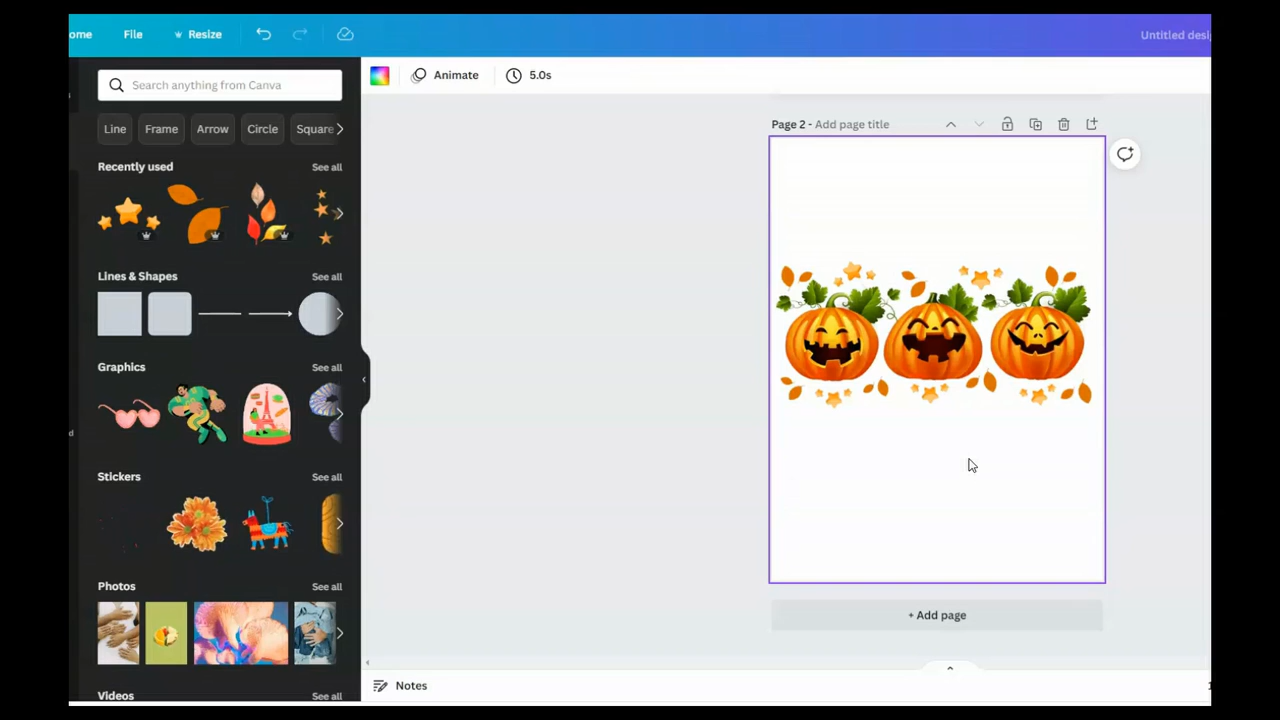 ome File Resize Untitled desi
Search anything from Canva
Animate 5.0s
Line Frame Arrow Circle Square
Page 2 - Add page title
Recently used See all
Lines & Shapes See all
Graphics See all
Stickers See all
Photos See all
+ Add page
Videos See all
Notes